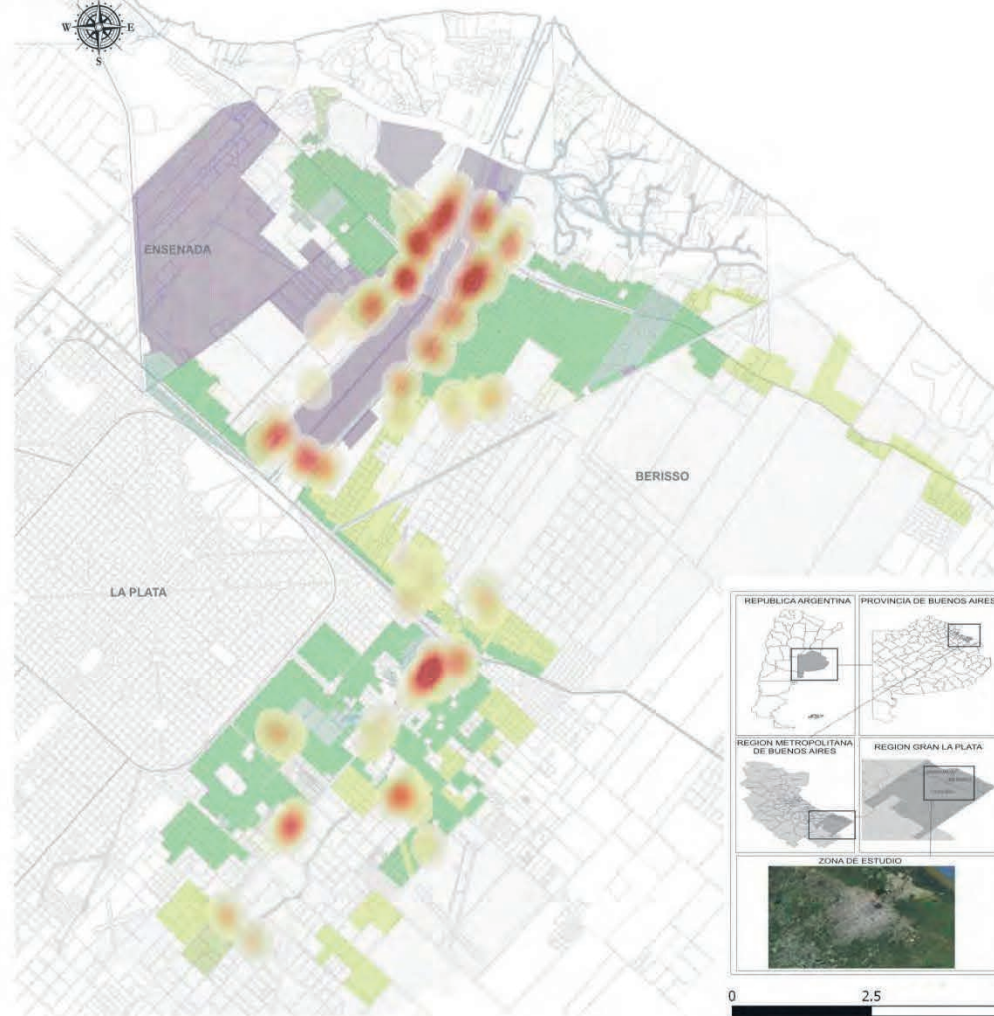 W
E
S
ENSENADA
BERISSO
LA PLATA
REPUBLICA ARGENTINA
PROVINCIA DE BUENOS AIRES
REGION METROPOLITANA
DE BUENOS AIRES
REGION GRAN LA PLATA
ZONA DE ESTUDIO
0
2.5